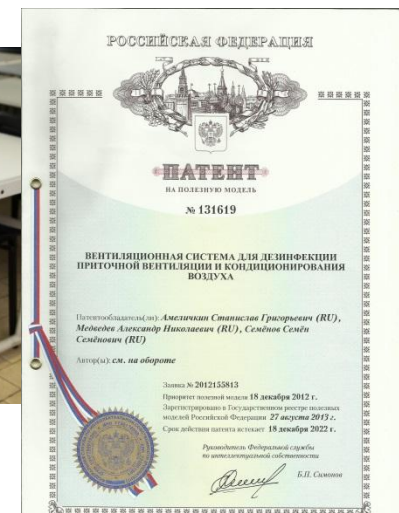 РОССИЙСКАЯ ФЕДЕРАЦИЯ
ПАТЕНТ
НА ПОЛЕЗНУЮ МОДЕЛЬ
№ 131619
ВЕНТИЛЯЦИОННАЯ СИСТЕМА ДЛЯ ДЕЗИНФЕКЦИИ
ПРИТОЧНОЙ ВЕНТИЛЯЦИИ И КОНДИЦИОНИРОВАНИЯ
ВОЗДУХА
Патентообладатель(ли): Амеличкин Станислав Григорьевич (RU),
Медведев Александр Николаевич (RU), Семёнов Семён
Семёнович (RU)
Автор(ы): см. на обороте
Заявка № 2012155813
Приоритет полезной модели 18 декабря 2012 г.
Зарегистрировано в Государственном реестре полезных
моделей Российской Федерации 27 августа 2013 г.
Срок действия патента истекает 18 декабря 2022 г.
Руководитель Федеральной службы
по интеллектуальной собственности
Б.П. Симонов